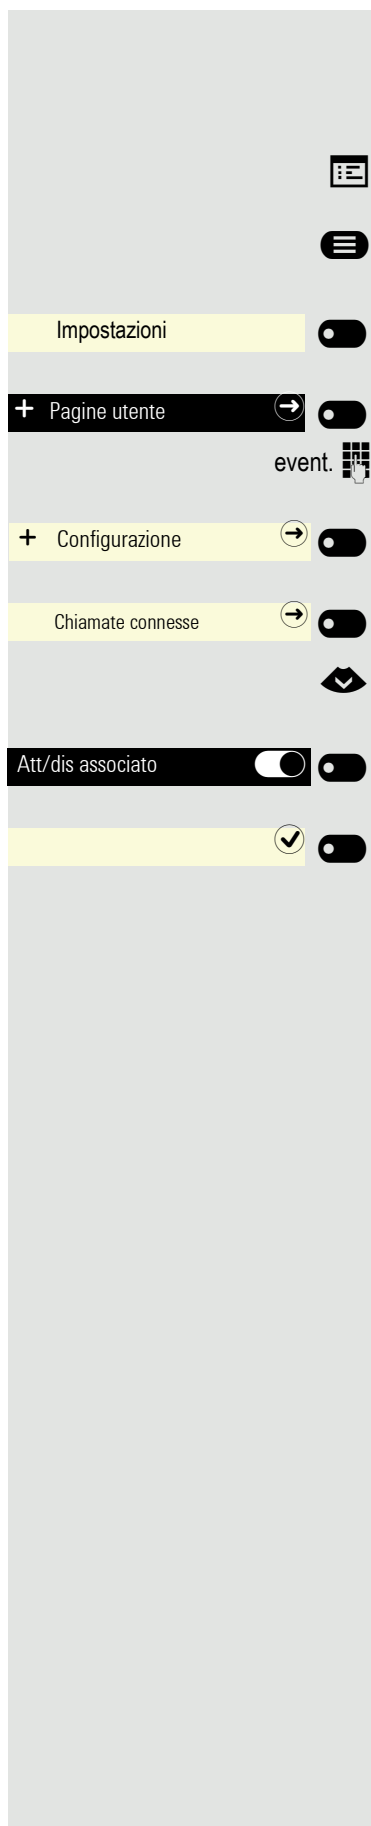 Impostazioni
+ Pagine utente
event.
+ Configurazione
Chiamate connesse
Att/dis associato